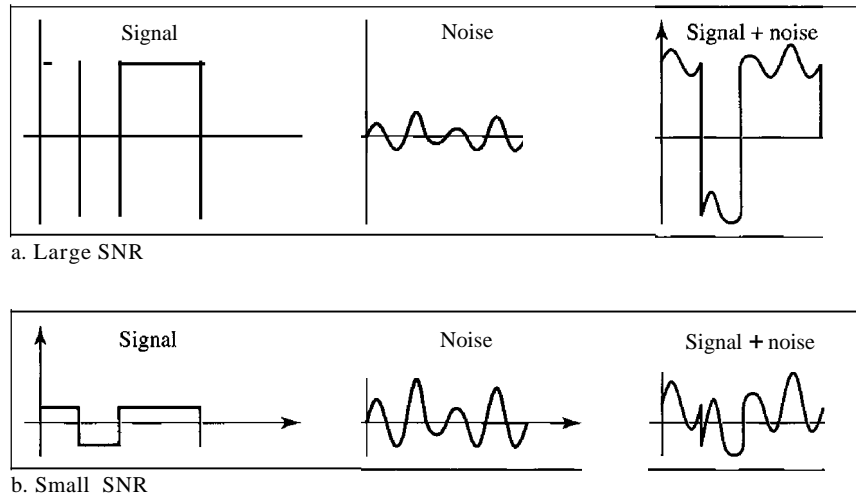 Signal Noise Signal + noise
a. Large SNR
Signal Noise Signal + noise
b. Small SNR